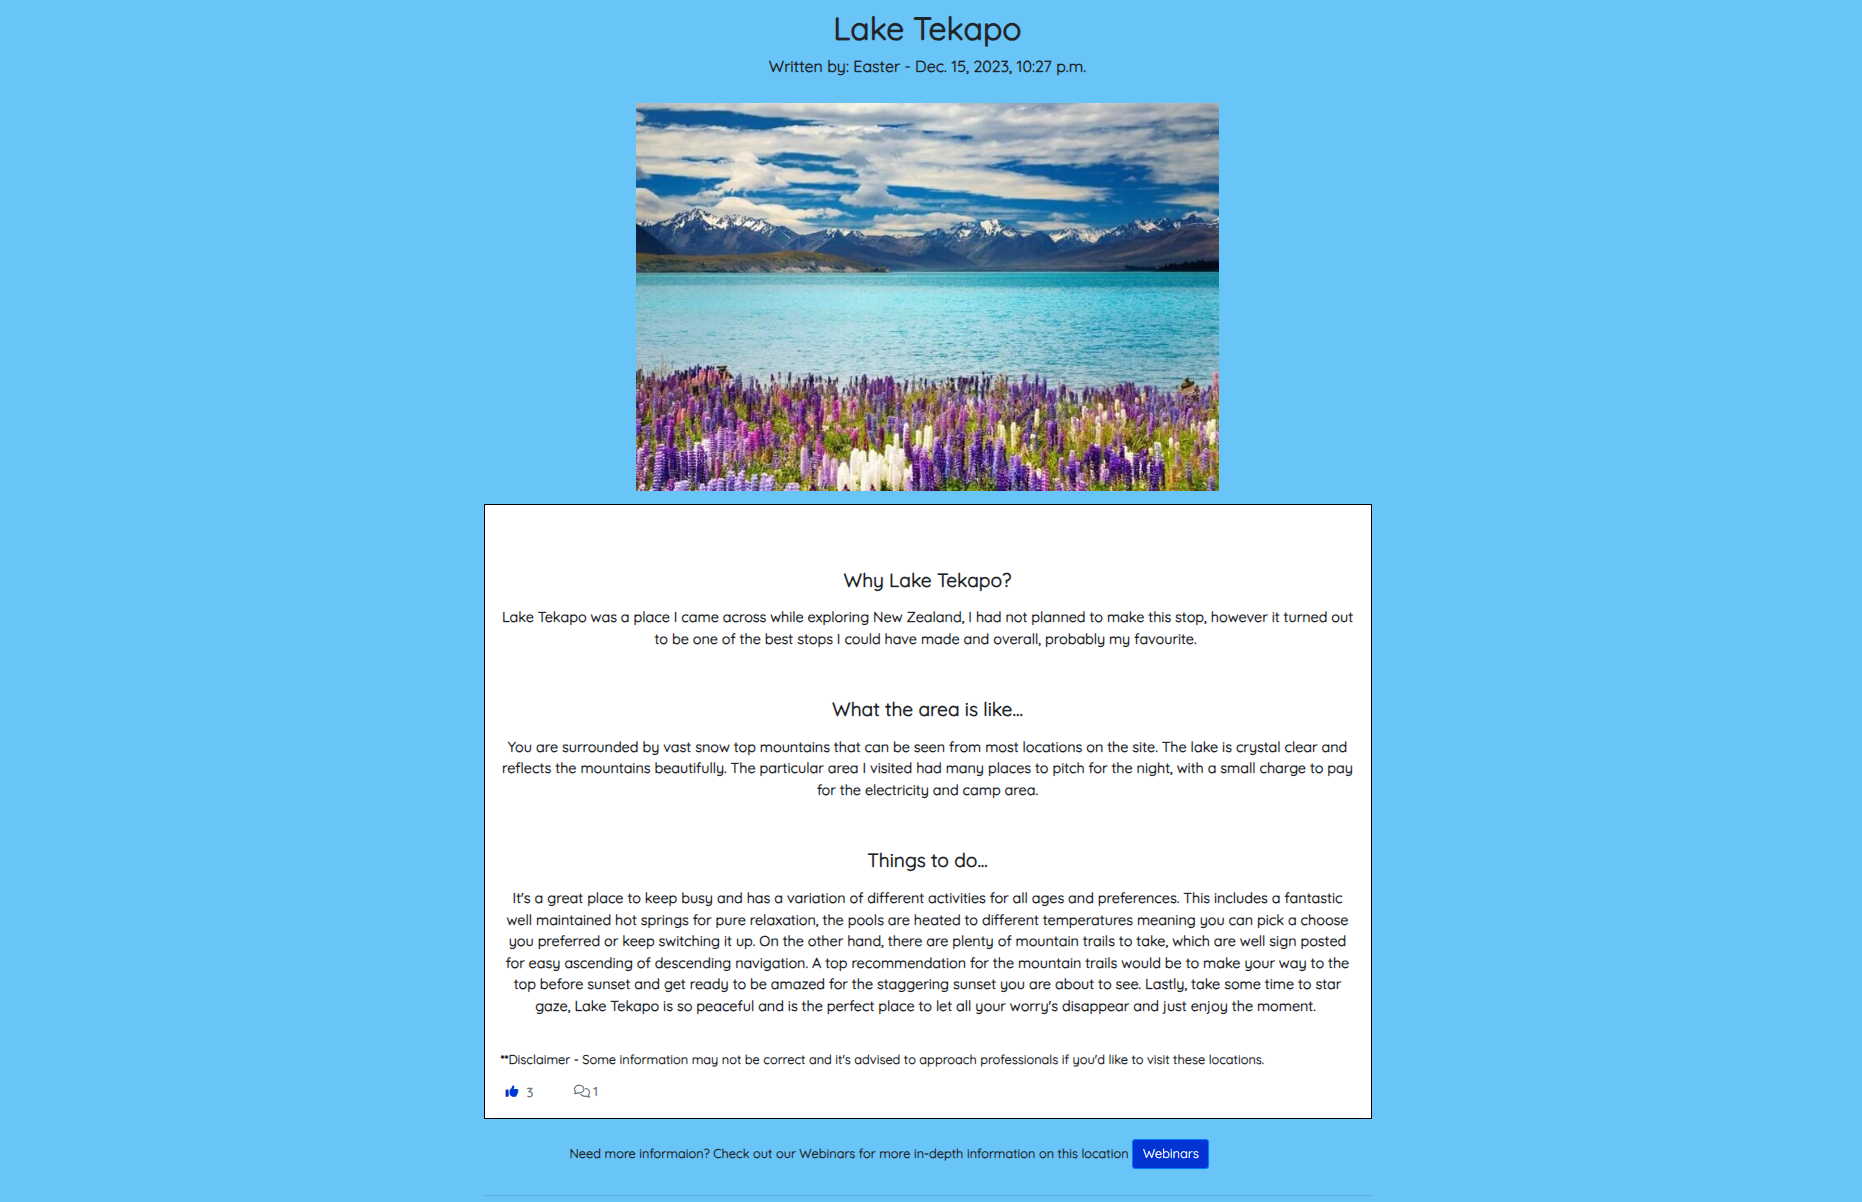 Lake Tekapo
Written by: Easter - Dec. 15, 2023, 10:27 p.m.
Why Lake Tekapo?
Lake Tekapo was a place I came across while exploring New Zealand, I had not planned to make this stop, however it turned out
to be one of the best stops I could have made and overall, probably my favourite.
What the area is like...
You are surrounded by vast snow top mountains that can be seen from most locations on the site. The lake is crystal clear and
reflects the mountains beautifully. The particular area I visited had many places to pitch for the night, with a small charge to pay
for the electricity and camp area.
Things to do...
It's a great place to keep busy and has a variation of different activities for all ages and preferences. This includes a fantastic
well maintained hot springs for pure relaxation, the pools are heated to different temperatures meaning you can pick a choose
you preferred or keep switching it up. On the other hand, there are plenty of mountain trails to take, which are well sign posted
for easy ascending of descending navigation. A top recommendation for the mountain trails would be to make your way to the
top before sunset and get ready to be amazed for the staggering sunset you are about to see. Lastly, take some time to star
gaze, Lake Tekapo is so peaceful and is the perfect place to let all your worry's disappear and just enjoy the moment.
**Disclaimer - Some information may not be correct and it's advised to approach professionals if you'd like to visit these locations.
3 1
Need more informaion? Check out our Webinars for more in-depth information on this location Webinars